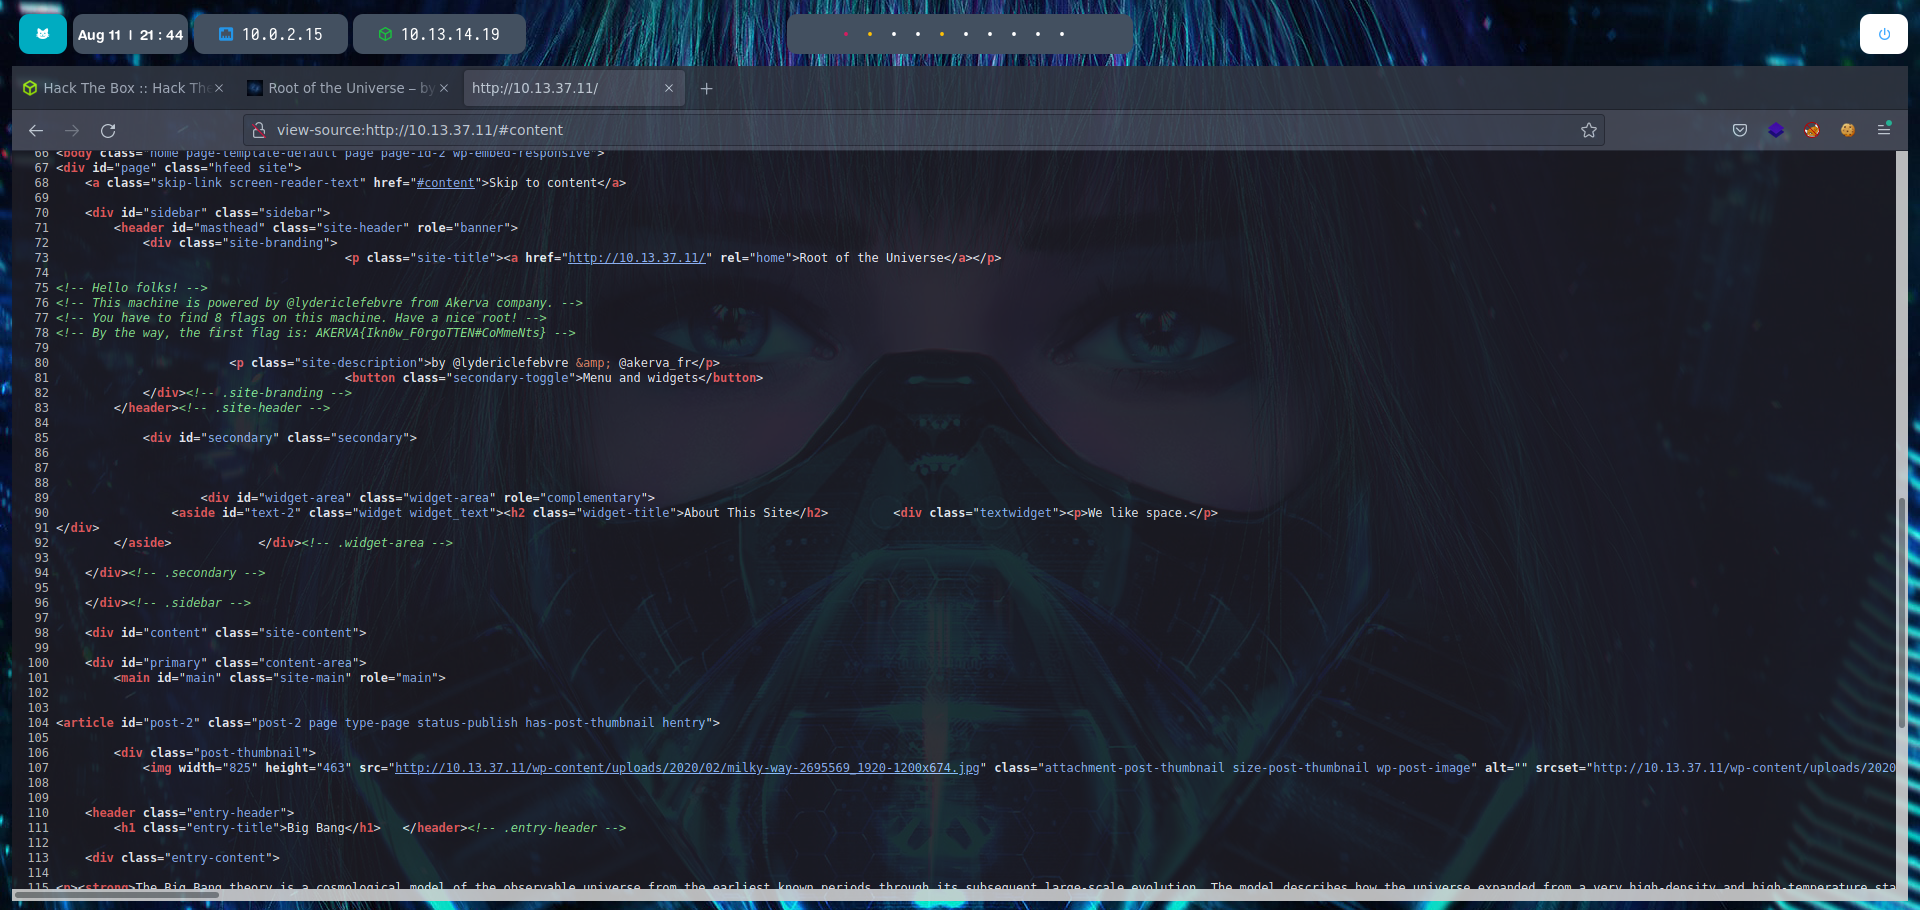 Aug 11 | 21 : 44
10.0.2.15
10.13.14.19
Hack The Box :: Hack The
Root of the Universe – by
http://10.13.37.11/
view-source:http://10.13.37.11/#content
66 <body class="home page-template-default page page-id-2 wp-embed-responsive">
67 <div id="page" class="hfeed site">
68 <a class="skip-link screen-reader-text" href="#content">Skip to content</a>
69
70 <div id="sidebar" class="sidebar">
71 <header id="masthead" class="site-header" role="banner">
72 <div class="site-branding">
73 <p class="site-title"><a href="http://10.13.37.11/" rel="home">Root of the Universe</a></p>
74
75 <!-- Hello folks! -->
76 <!-- This machine is powered by @lydericlefebvre from Akerva company. -->
77 <!-- You have to find 8 flags on this machine. Have a nice root! -->
78 <!-- By the way, the first flag is: AKERVA{Ikn0w_F0rgoTTEN#CoMmeNts} -->
79
80 <p class="site-description">by @lydericlefebvre &amp; @akerva_fr</p>
81 <button class="secondary-toggle">Menu and widgets</button>
82 </div><!-- .site-branding -->
83 </header><!-- .site-header -->
84
85 <div id="secondary" class="secondary">
86
87
88
89 <div id="widget-area" class="widget-area" role="complementary">
90 <aside id="text-2" class="widget widget_text"><h2 class="widget-title">About This Site</h2> <div class="textwidget"><p>We like space.</p>
91 </div>
92 </aside> </div><!-- .widget-area -->
93
94 </div><!-- .secondary -->
95
96 </div><!-- .sidebar -->
97
98 <div id="content" class="site-content">
99
100 <div id="primary" class="content-area">
101 <main id="main" class="site-main" role="main">
102
103
104 <article id="post-2" class="post-2 page type-page status-publish has-post-thumbnail hentry">
105
106 <div class="post-thumbnail">
107 <img width="825" height="463" src="http://10.13.37.11/wp-content/uploads/2020/02/milky-way-2695569_1920-1200x674.jpg" class="attachment-post-thumbnail size-post-thumbnail wp-post-image" alt="" srcset="http://10.13.37.11/wp-content/uploads/2020
108
109
110 <header class="entry-header">
111 <h1 class="entry-title">Big Bang</h1> </header><!-- .entry-header -->
112
113 <div class="entry-content">
114
115 <p><strong>The Big Bang theory is a cosmological model of the observable universe from the earliest known periods through its subsequent large-scale evolution. The model describes how the universe expanded from a very high-density and high-temperature sta